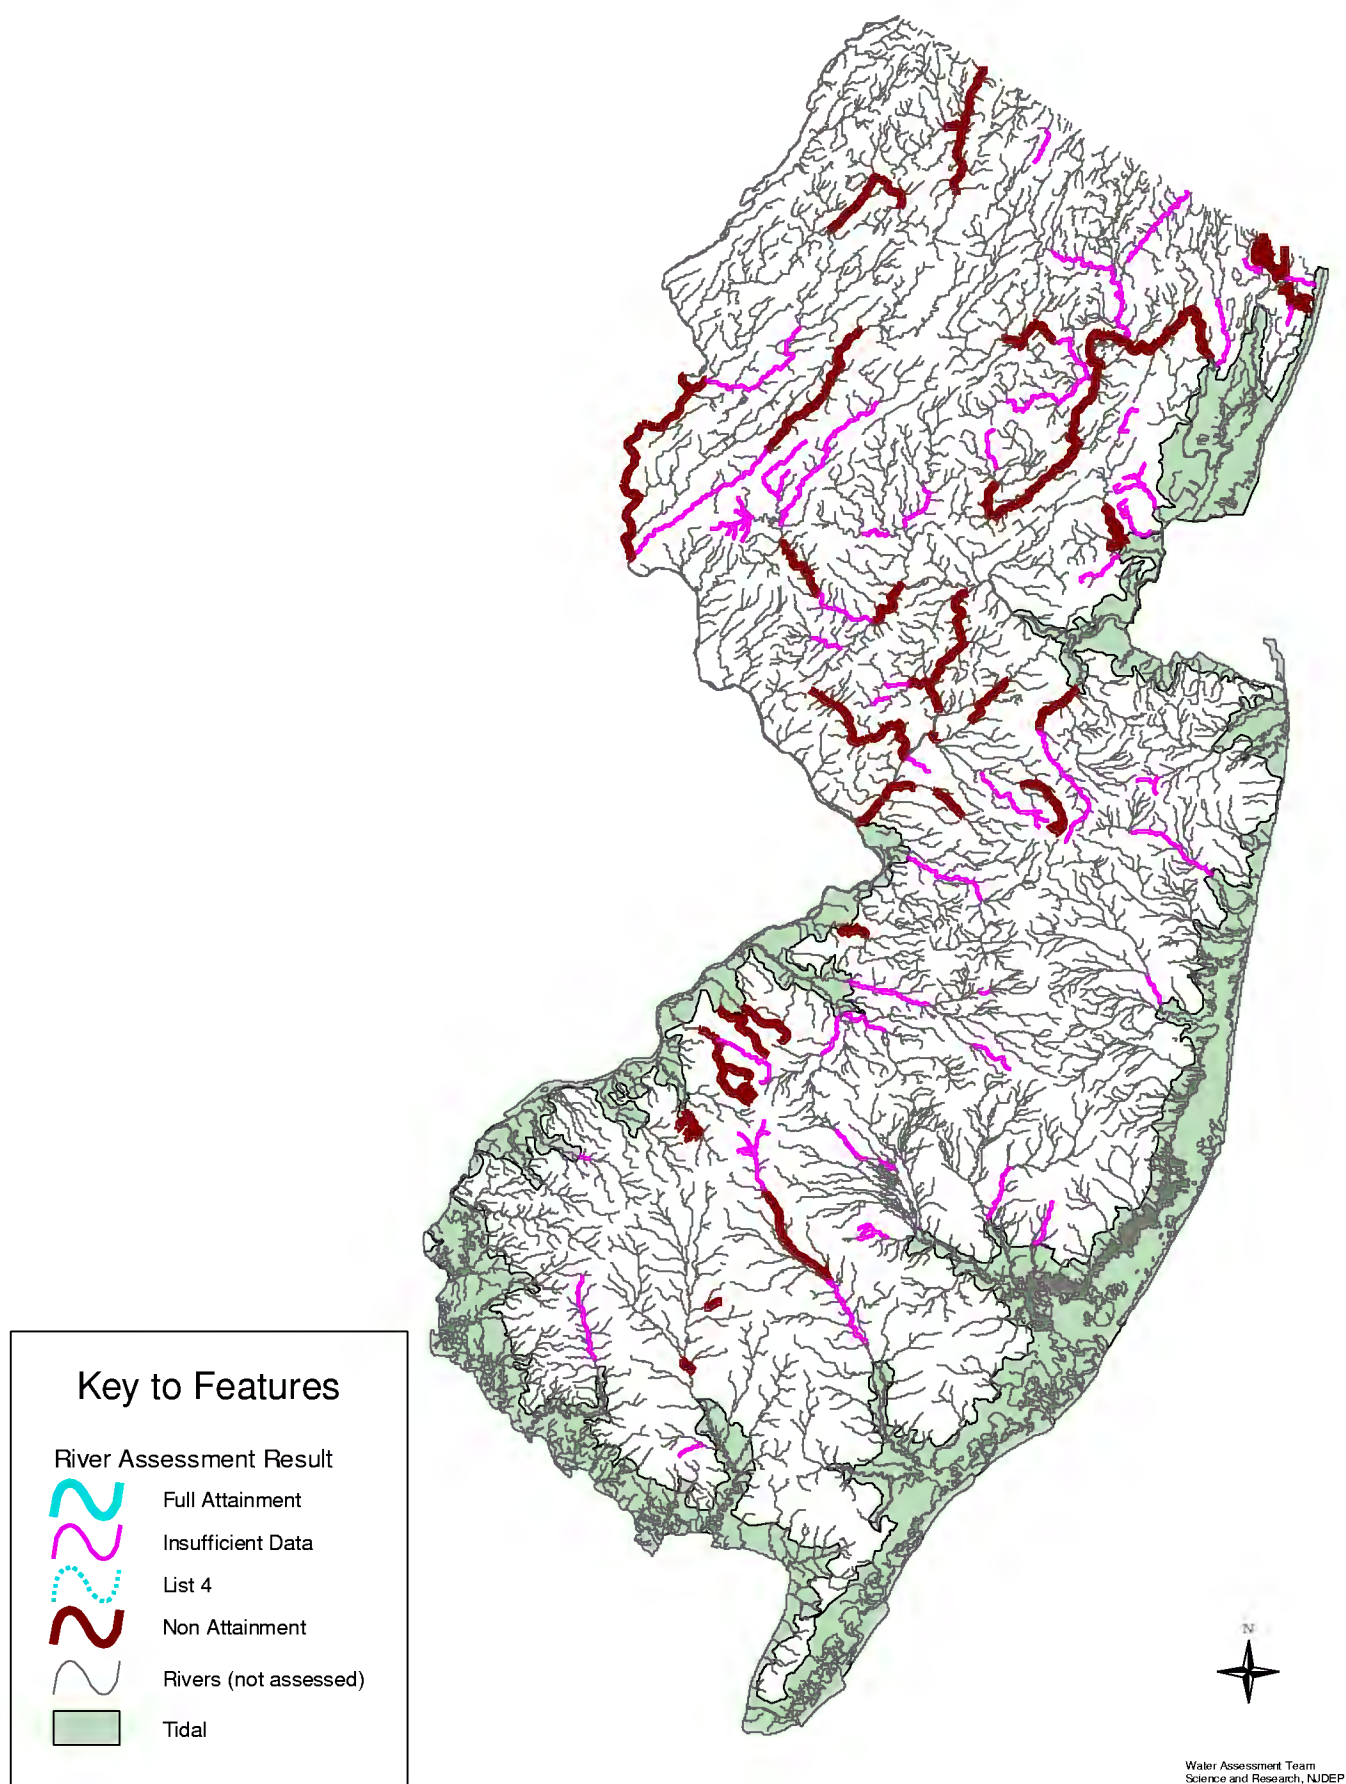 Key to Features
River Assessment Result
Full Attainment
Insufficient Data
List 4
Non Attainment
Rivers (not assessed)
Tidal
N
Water Assessment Team
Science and Research, NJDEP